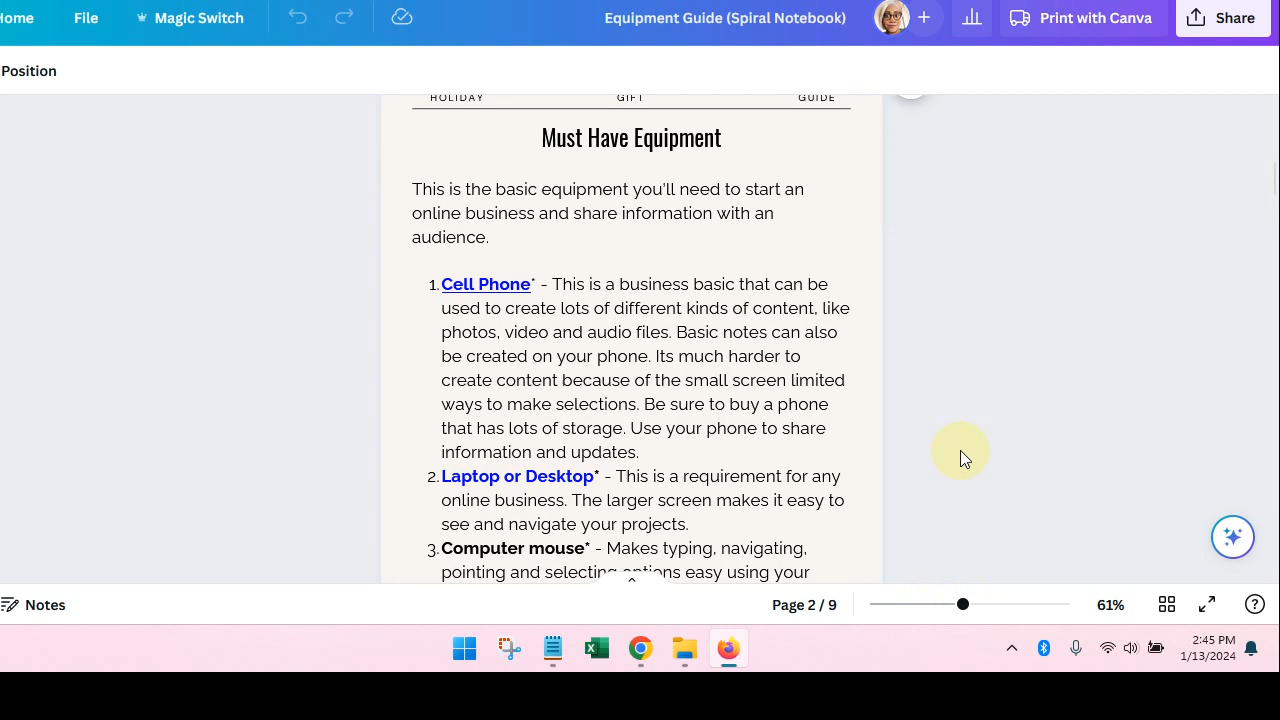 Home File Magic Switch Equipment Guide (Spiral Notebook) + Print with Canva Share
Position
HOLIDAY GIFT GUIDE
Must Have Equipment
This is the basic equipment you'll need to start an
online business and share information with an
audience.
1. Cell Phone* - This is a business basic that can be
used to create lots of different kinds of content, like
photos, video and audio files. Basic notes can also
be created on your phone. Its much harder to
create content because of the small screen limited
ways to make selections. Be sure to buy a phone
that has lots of storage. Use your phone to share
information and updates.
2. Laptop or Desktop* - This is a requirement for any
online business. The larger screen makes it easy to
see and navigate your projects.
3. Computer mouse* - Makes typing, navigating,
pointing and selecting options easy using your
Notes Page 2 / 9 61%
2:45 PM
1/13/2024